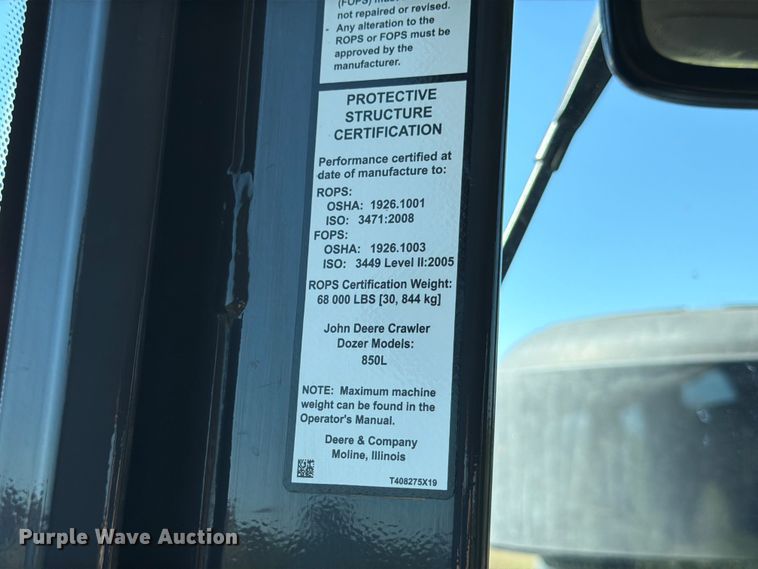 not repaired or revised.
- Any alteration to the
ROPS or FOPS must be
approved by the
manufacturer.
PROTECTIVE
STRUCTURE
CERTIFICATION
Performance certified at
date of manufacture to:
ROPS:
OSHA: 1926.1001
ISO: 3471:2008
FOPS:
OSHA: 1926.1003
ISO: 3449 Level II:2005
ROPS Certification Weight:
68 000 LBS [30, 844 kg]
John Deere Crawler
Dozer Models:
850L
NOTE: Maximum machine
weight can be found in the
Operator's Manual.
Deere & Company
Moline, Illinois
T408275X19
Purple Wave Auction